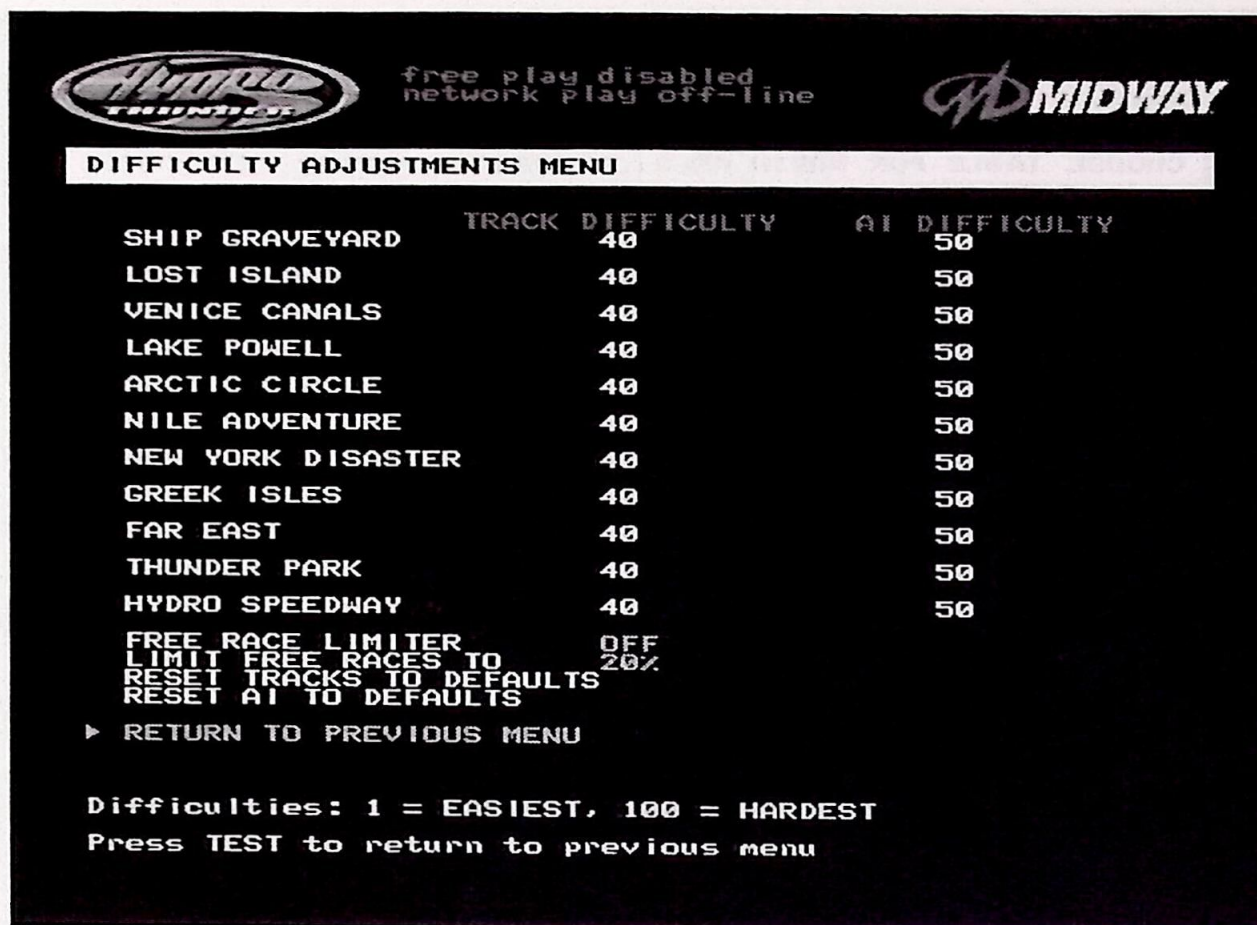 HYDRO THUNDER
free play disabled
network play off-line
MIDWAY
DIFFICULTY ADJUSTMENTS MENU
TRACK DIFFICULTY AI DIFFICULTY
SHIP GRAVEYARD 40 50
LOST ISLAND 40 50
VENICE CANALS 40 50
LAKE POWELL 40 50
ARCTIC CIRCLE 40 50
NILE ADVENTURE 40 50
NEW YORK DISASTER 40 50
GREEK ISLES 40 50
FAR EAST 40 50
THUNDER PARK 40 50
HYDRO SPEEDWAY 40 50
FREE RACE LIMITER OFF
LIMIT FREE RACES TO 20%
RESET TRACKS TO DEFAULTS
RESET AI TO DEFAULTS
RETURN TO PREVIOUS MENU
Difficulties: 1 = EASIEST, 100 = HARDEST
Press TEST to return to previous menu